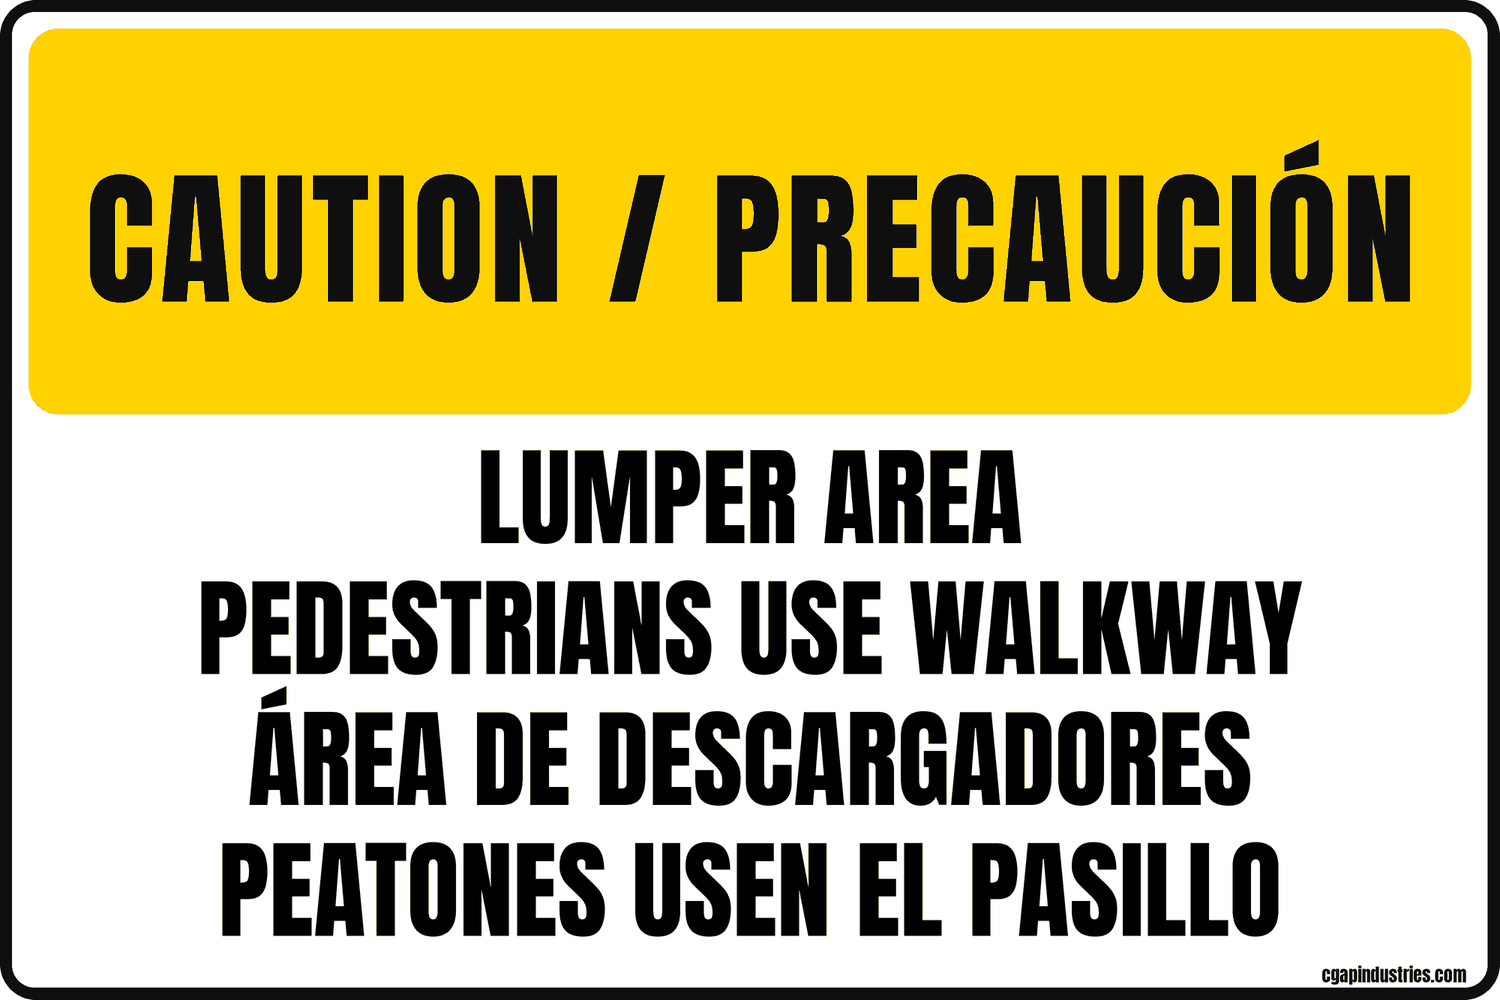 CAUTION / PRECAUCIÓN
LUMPER AREA
PEDESTRIANS USE WALKWAY
ÁREA DE DESCARGADORES
PEATONES USEN EL PASILLO
cgapindustries.com